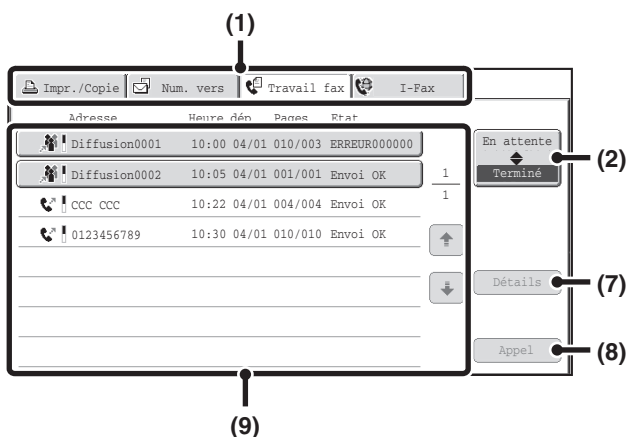 (1)
Impr./Copie Num. vers Travail fax I-Fax
Adresse Heure dép Pages Etat
Diffusion0001 10:00 04/01 010/003 ERREUR000000
Diffusion0002 10:05 04/01 001/001 Envoi OK
CCC CCC 10:22 04/01 004/004 Envoi OK
0123456789 10:30 04/01 010/010 Envoi OK
1
1
En attente
Terminé
(2)
Détails
(7)
Appel
(8)
(9)